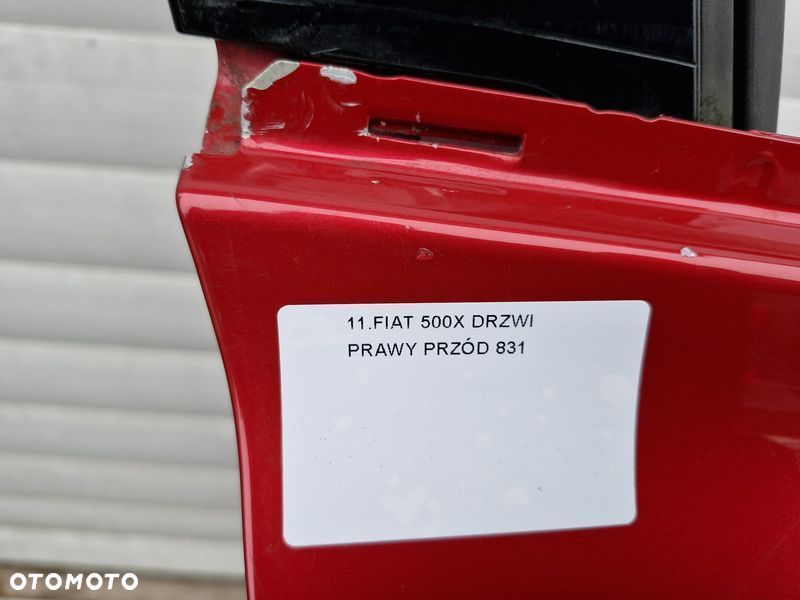 11.FIAT 500X DRZWI
PRAWY PRZÓD 831
OTOMOTO